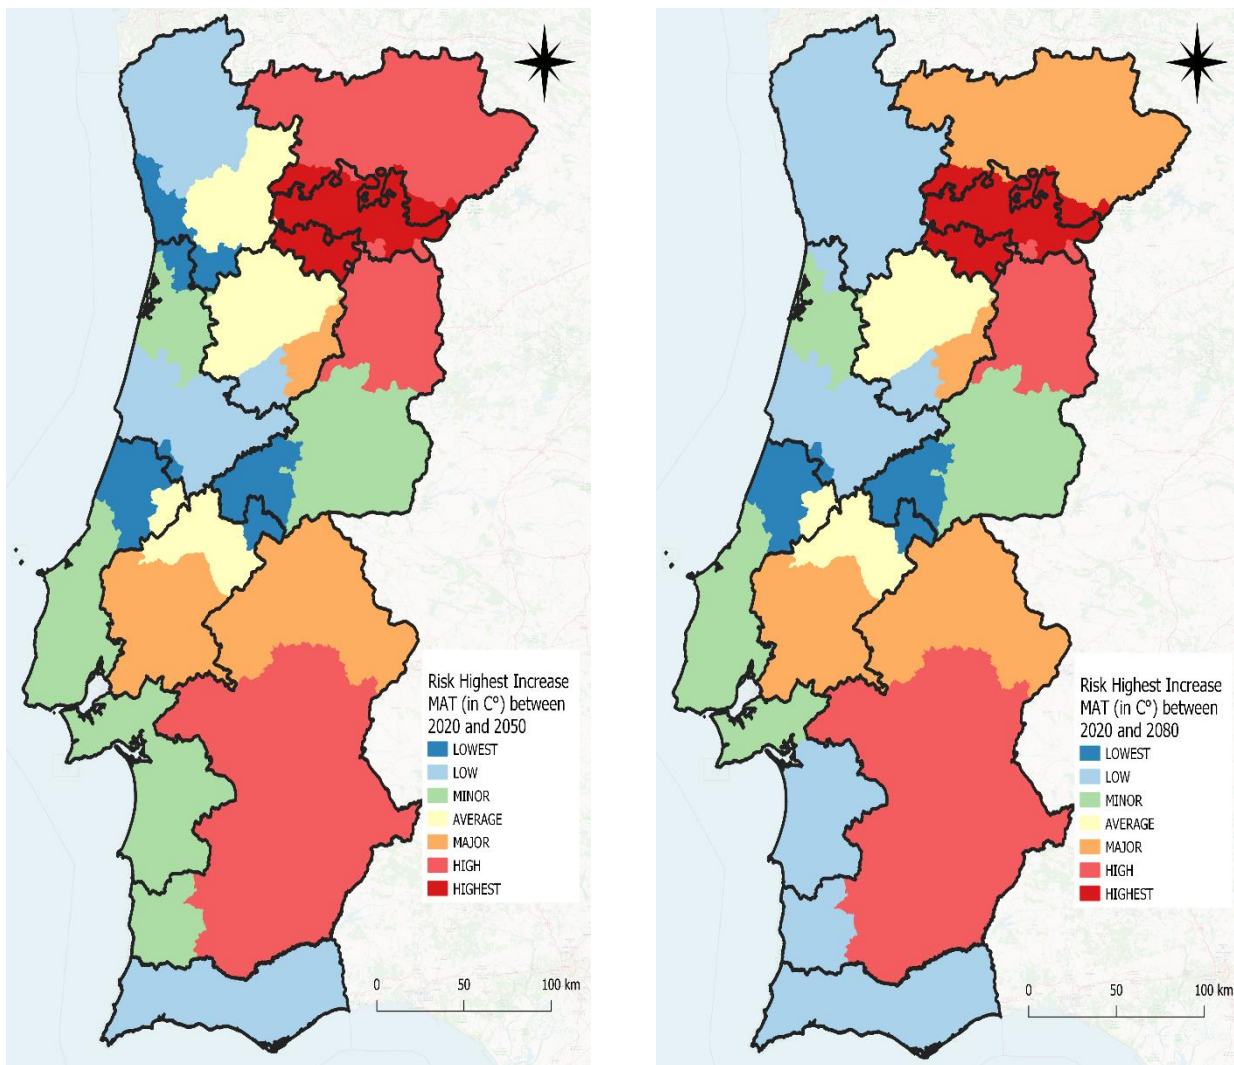 Risk Highest Increase
MAT (in C°) between
2020 and 2050
LOWEST
LOW
MINOR
AVERAGE
MAJOR
HIGH
HIGHEST
0 50 100 km
Risk Highest Increase
MAT (in C°) between
2020 and 2080
LOWEST
LOW
MINOR
AVERAGE
MAJOR
HIGH
HIGHEST
0 50 100 km